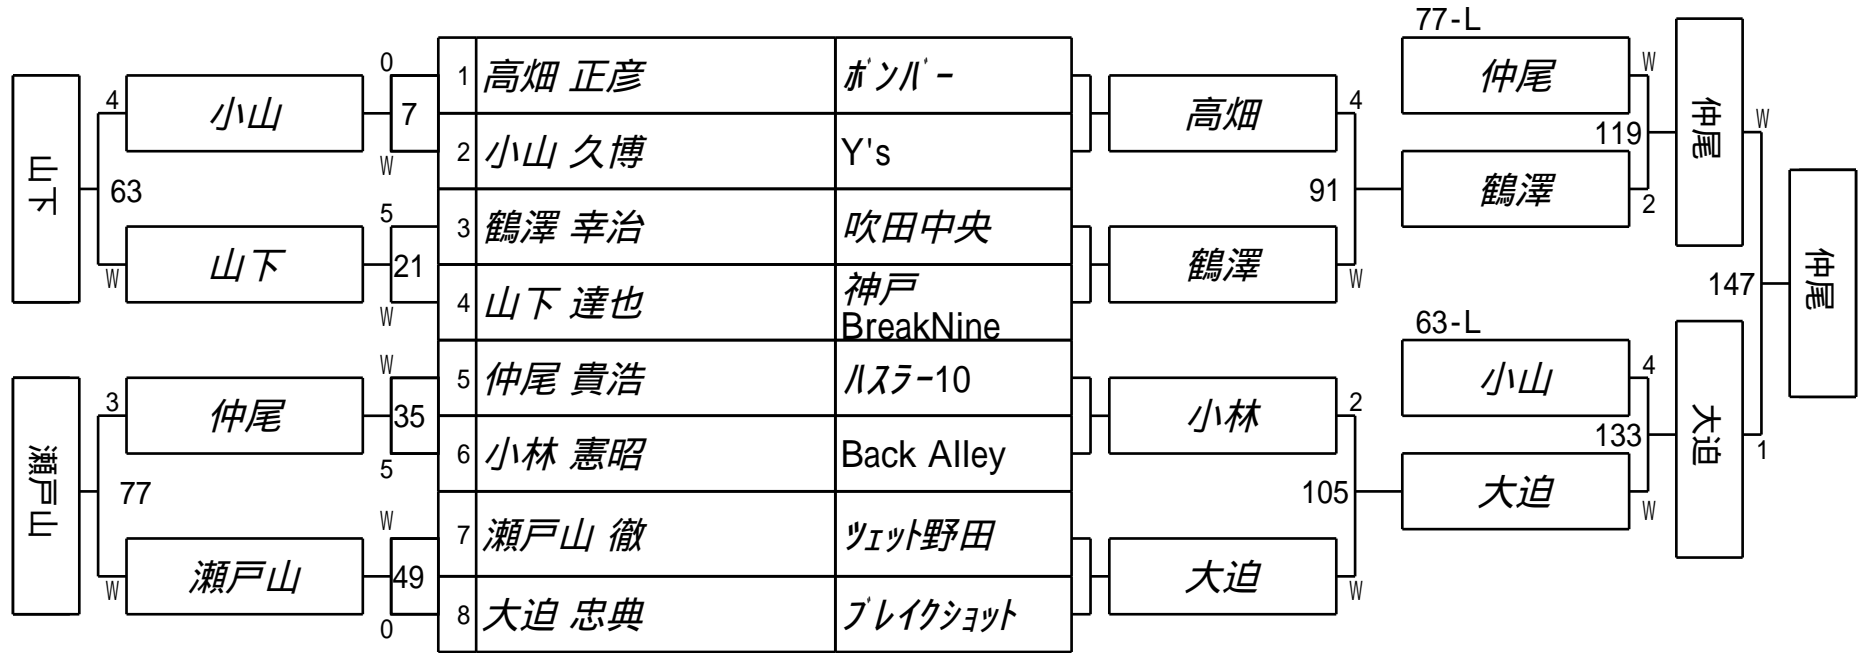 山下
63
4
小山
W
山下
瀬戸山
77
3
仲尾
W
瀬戸山
0
7
W
5
21
W
W
35
5
W
49
0
1 高畑 正彦 ボンバー
2 小山 久博 Y's
3 鶴澤 幸治 吹田中央
4 山下 達也 神戸
BreakNine
5 仲尾 貴浩 ハスラー10
6 小林 憲昭 Back Alley
7 瀬戸山 徹 ツェット野田
8 大迫 忠典 ブレイクショット
高畑
4
91
鶴澤
W
小林
2
105
大迫
W
77-L
仲尾
W
119
鶴澤
2
63-L
小山
4
133
大迫
W
仲尾
W
147
大迫
1
仲尾